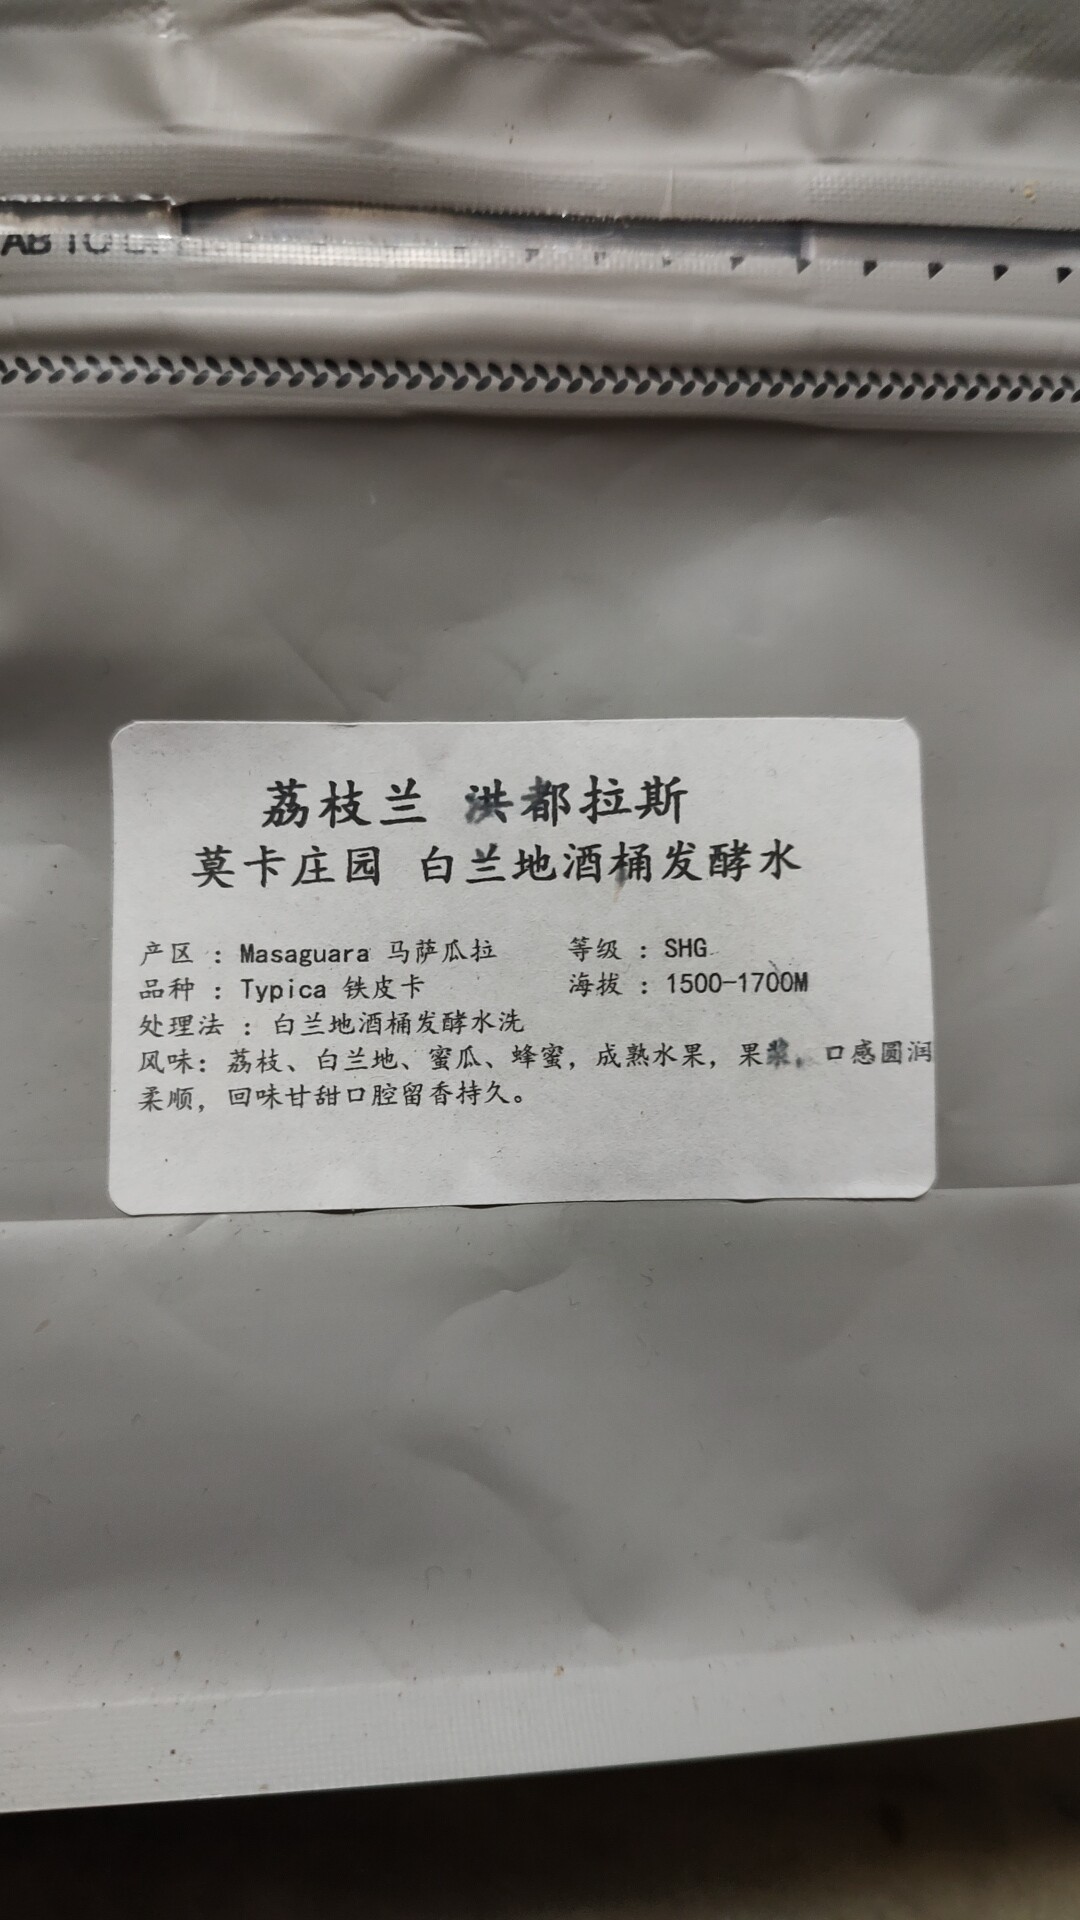 荔枝兰 洪都拉斯
莫卡庄园 白兰地酒桶发酵水
产区 : Masaguara 马萨瓜拉 等级 : SHG
品种 : Typica 铁皮卡 海拔 : 1500-1700M
处理法 : 白兰地酒桶发酵水洗
风味: 荔枝、白兰地、蜜瓜、蜂蜜,成熟水果,果浆,口感圆润
柔顺,回味甘甜口腔留香持久。